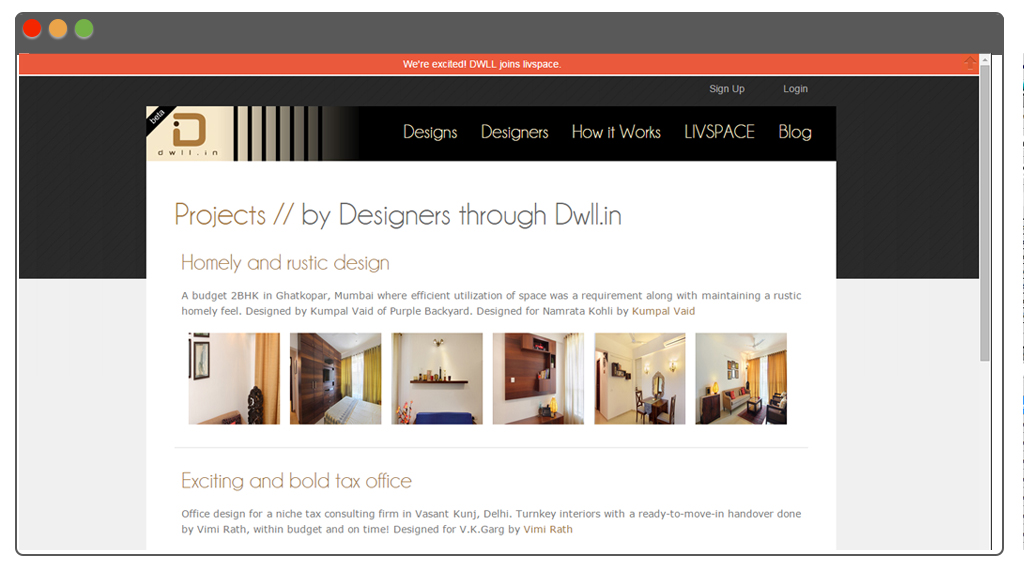 We're excited! DWLL joins livspace.
Sign Up Login
beta
D
dwll.in
Designs Designers How it Works LIVSPACE Blog
Projects // by Designers through Dwll.in
Homely and rustic design
A budget 2BHK in Ghatkopar, Mumbai where efficient utilization of space was a requirement along with maintaining a rustic
homely feel. Designed by Kumpal Vaid of Purple Backyard. Designed for Namrata Kohli by Kumpal Vaid
Exciting and bold tax office
Office design for a niche tax consulting firm in Vasant Kunj, Delhi. Turnkey interiors with a ready-to-move-in handover done
by Vimi Rath, within budget and on time! Designed for V.K.Garg by Vimi Rath